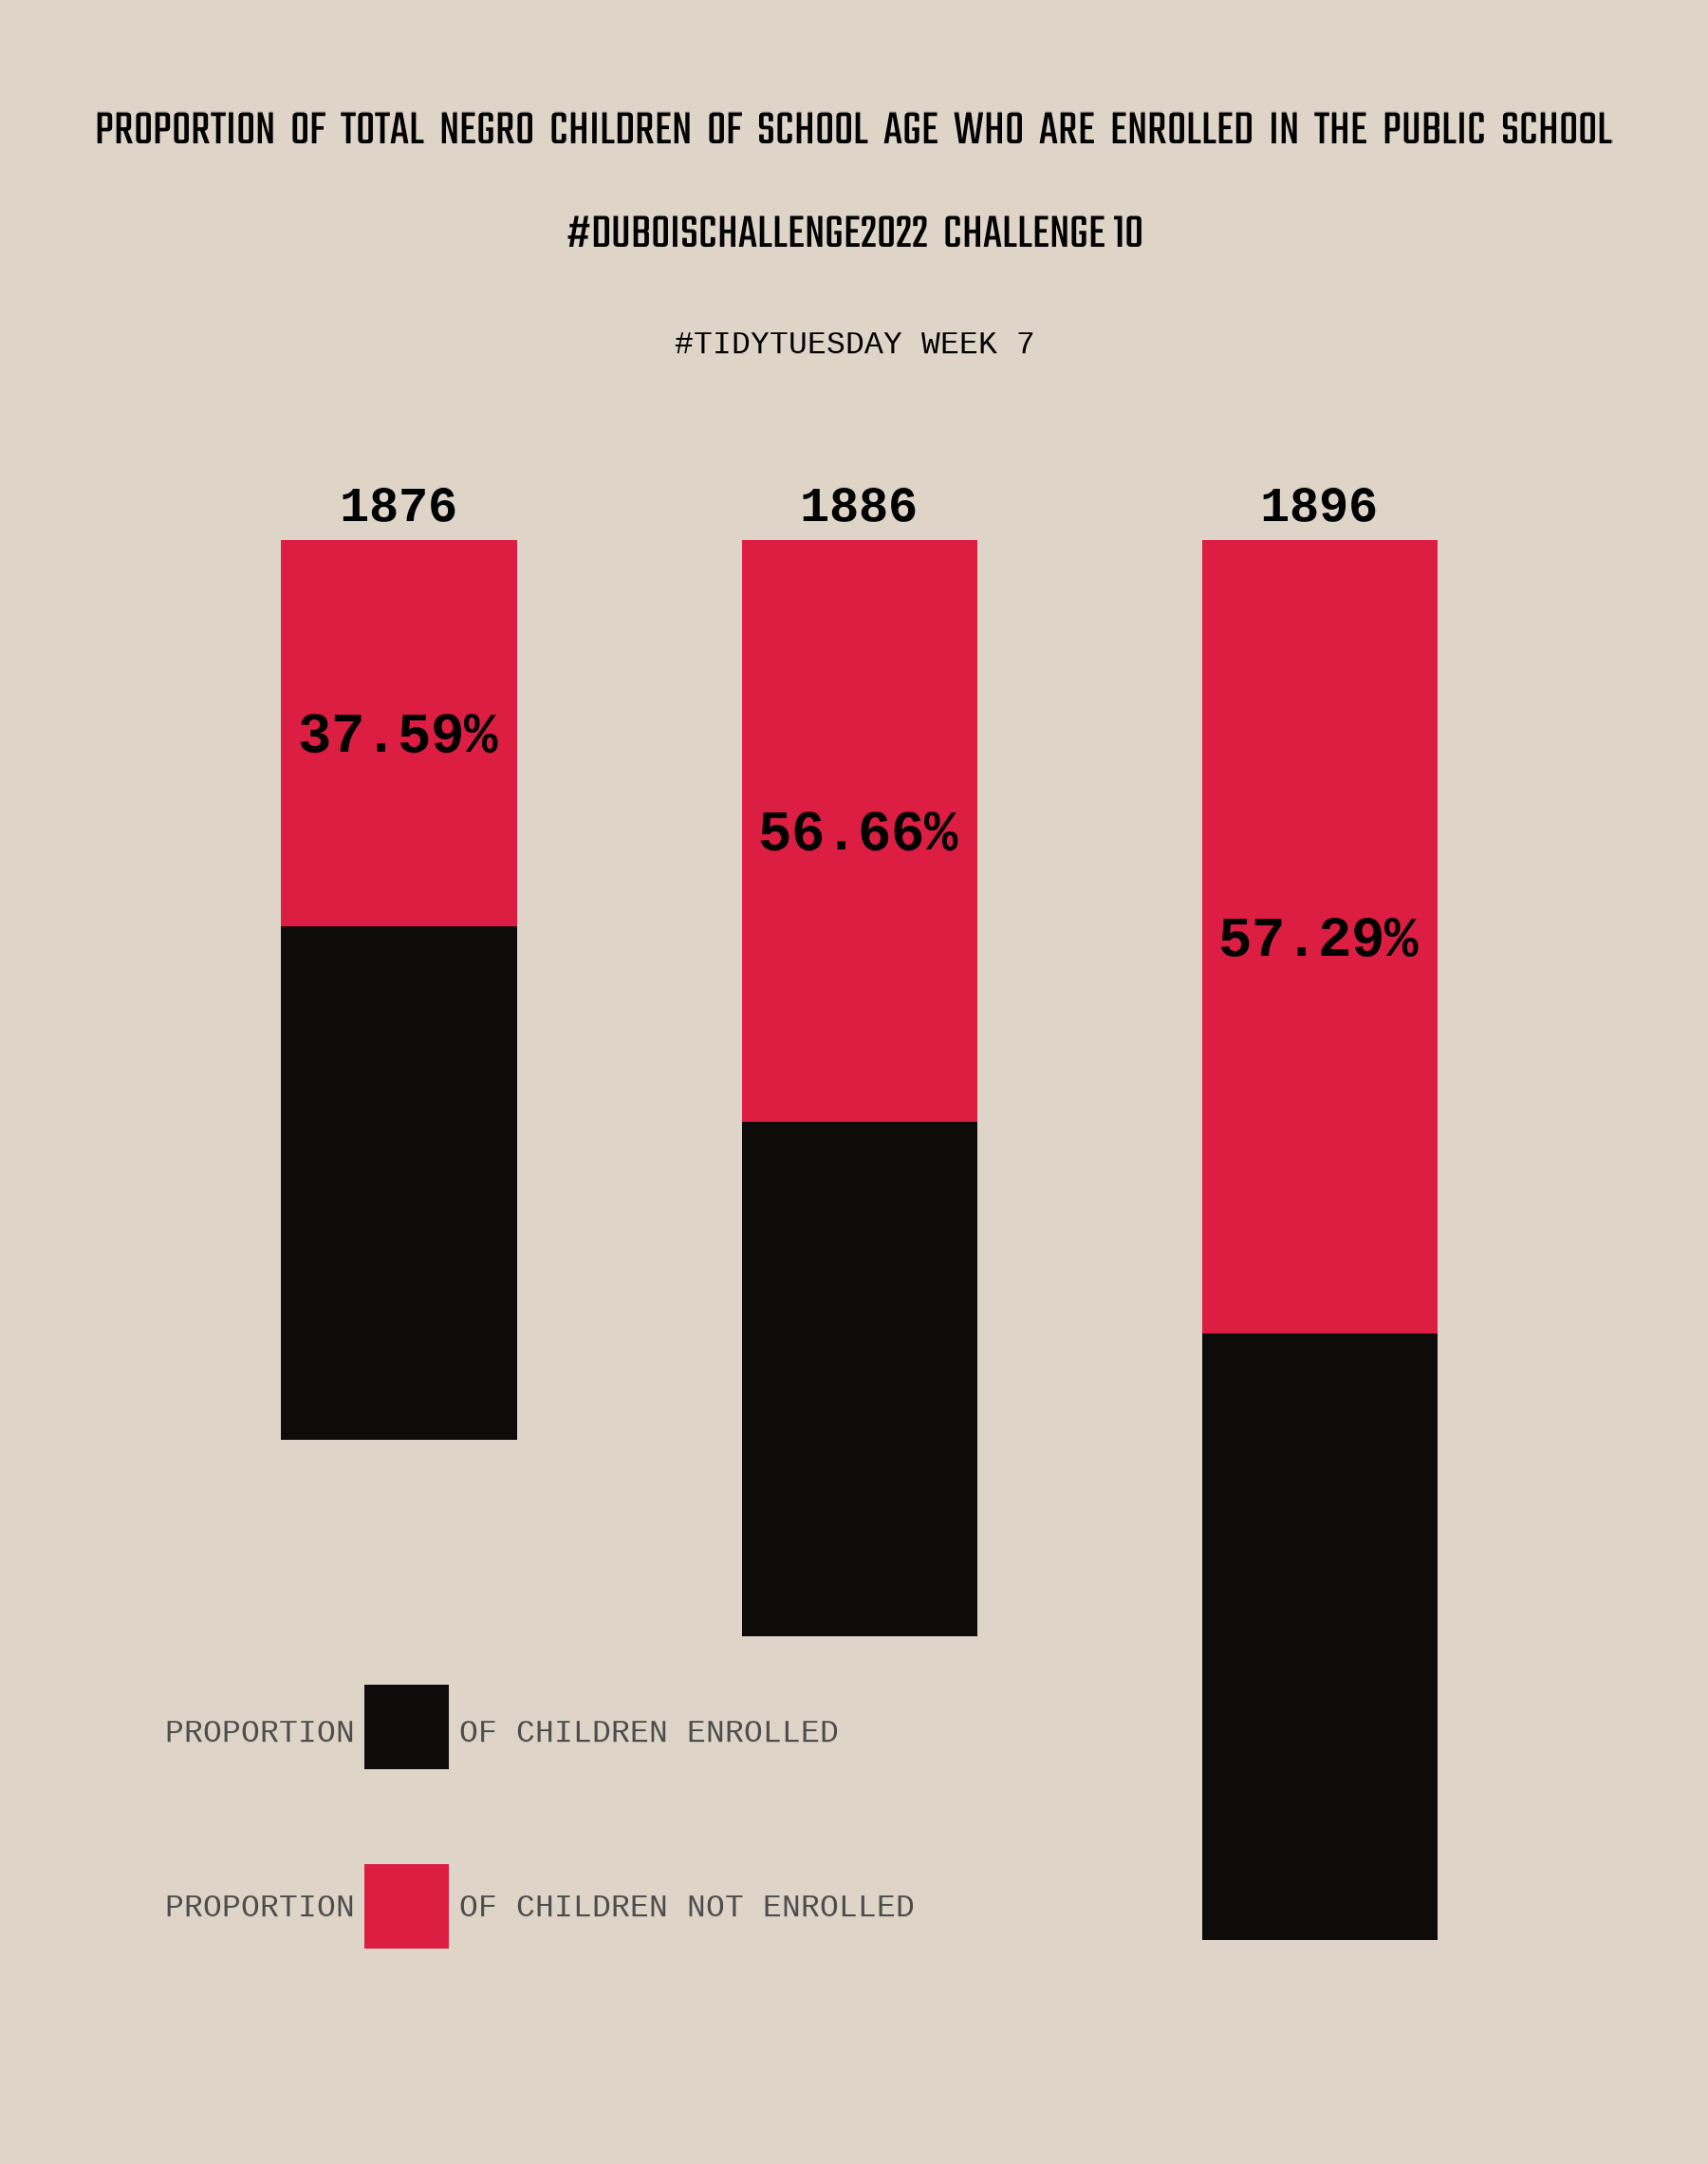 PROPORTION OF TOTAL NEGRO CHILDREN OF SCHOOL AGE WHO ARE ENROLLED IN THE PUBLIC SCHOOL
#DUBOISCHALLENGE2022 CHALLENGE 10
#TIDYTUESDAY WEEK 7
1876 1886 1896
37.59%
56.66%
57.29%
PROPORTION OF CHILDREN ENROLLED
PROPORTION OF CHILDREN NOT ENROLLED